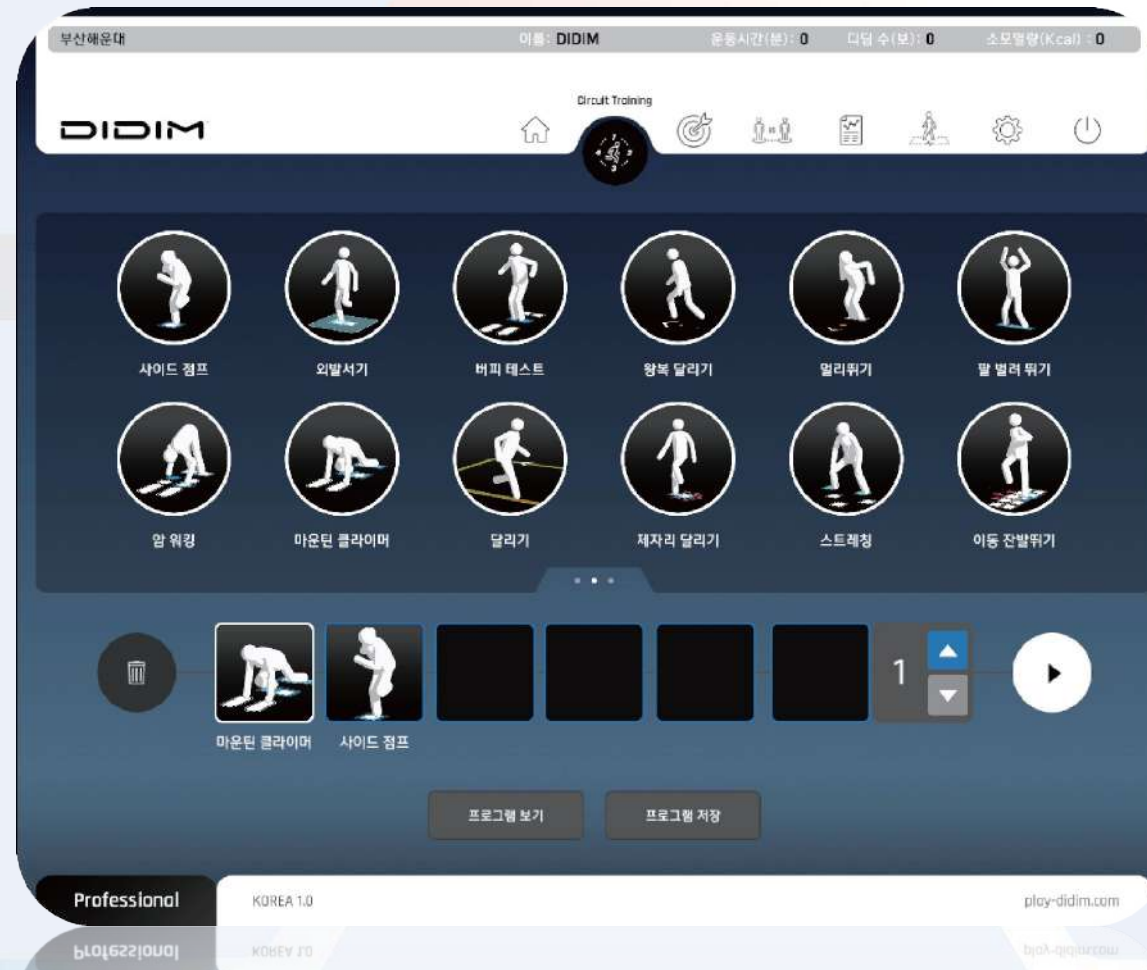 부산해운대 이름: DIDIM 운동시간(분): 0 디딤 수(보): 0 소모열량(Kcal) : 0
Circuit Training
DIDIM
사이드 점프 외발서기 버피 테스트 왕복 달리기 멀리뛰기 팔 벌려 뛰기
암 워킹 마운틴 클라이머 달리기 제자리 달리기 스트레칭 이동 잔발뛰기
1
마운틴 클라이머 사이드 점프
프로그램 보기 프로그램 저장
Professional KOREA 1.0 play-didim.com